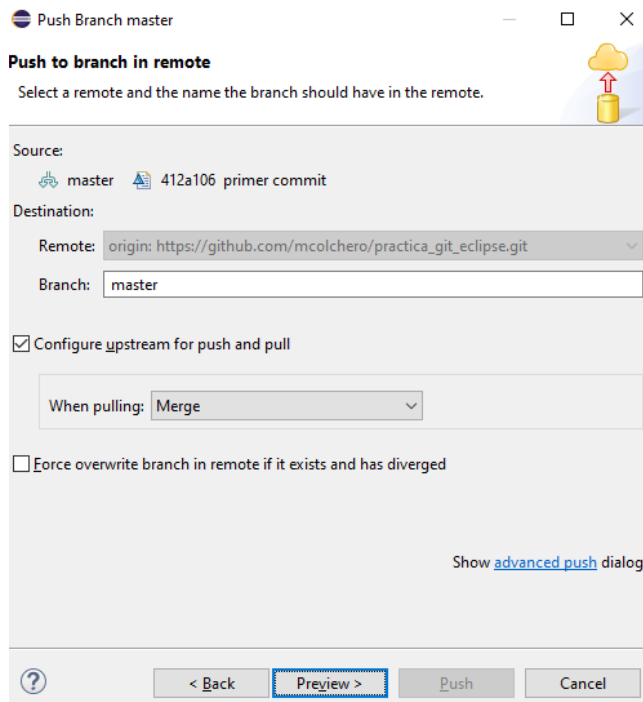 Push Branch master
Push to branch in remote
Select a remote and the name the branch should have in the remote.
Source:
master 412a106 primer commit
Destination:
Remote: origin: https://github.com/mcolchero/practica_git_eclipse.git
Branch: master
Configure upstream for push and pull
When pulling: Merge
Force overwrite branch in remote if it exists and has diverged
Show advanced push dialog
? < Back Preview > Push Cancel